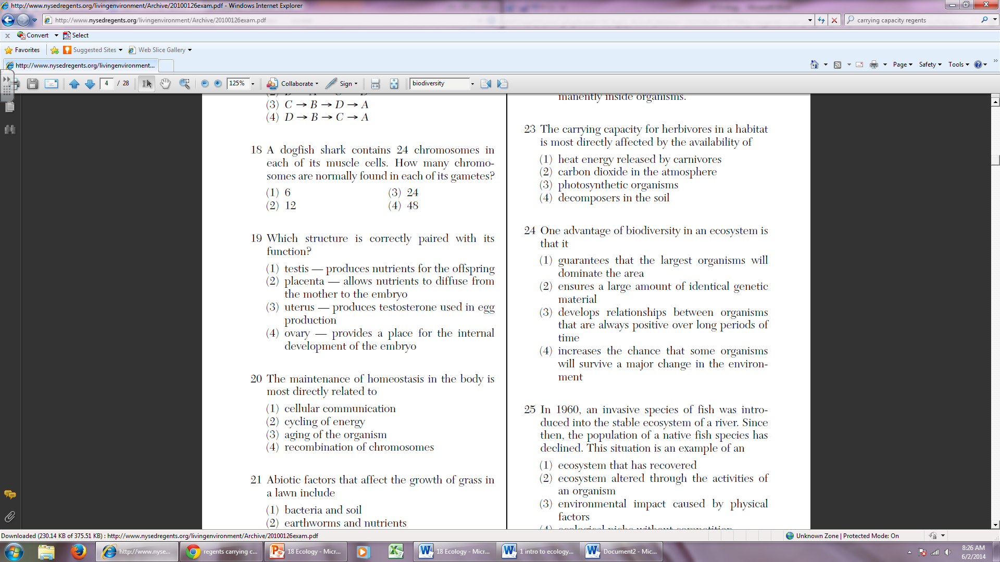 http://www.nysedregents.org/livingenvironment/Archive/20100126exam.pdf - Windows Internet Explorer
http://www.nysedregents.org/livingenvironment/Archive/20100126exam.pdf
carrying capacity regents
x Convert Select
Favorites Suggested Sites Web Slice Gallery
http://www.nysedregents.org/livingenvironment...
Page Safety Tools
4 / 28 125% Collaborate Sign biodiversity
(3) C → B → D → A
(4) D → B → C → A
18 A dogfish shark contains 24 chromosomes in
each of its muscle cells. How many chromo-
somes are normally found in each of its gametes?
(1) 6 (3) 24
(2) 12 (4) 48
19 Which structure is correctly paired with its
function?
(1) testis — produces nutrients for the offspring
(2) placenta — allows nutrients to diffuse from
the mother to the embryo
(3) uterus — produces testosterone used in egg
production
(4) ovary — provides a place for the internal
development of the embryo
20 The maintenance of homeostasis in the body is
most directly related to
(1) cellular communication
(2) cycling of energy
(3) aging of the organism
(4) recombination of chromosomes
21 Abiotic factors that affect the growth of grass in
a lawn include
(1) bacteria and soil
(2) earthworms and nutrients
manently inside organisms.
23 The carrying capacity for herbivores in a habitat
is most directly affected by the availability of
(1) heat energy released by carnivores
(2) carbon dioxide in the atmosphere
(3) photosynthetic organisms
(4) decomposers in the soil
24 One advantage of biodiversity in an ecosystem is
that it
(1) guarantees that the largest organisms will
dominate the area
(2) ensures a large amount of identical genetic
material
(3) develops relationships between organisms
that are always positive over long periods of
time
(4) increases the chance that some organisms
will survive a major change in the environ-
ment
25 In 1960, an invasive species of fish was intro-
duced into the stable ecosystem of a river. Since
then, the population of a native fish species has
declined. This situation is an example of an
(1) ecosystem that has recovered
(2) ecosystem altered through the activities of
an organism
(3) environmental impact caused by physical
factors
(4) ecological niche without competition
Downloaded (230.14 KB of 375.51 KB) : http://www.nysedregents.org/livingenvironment/Archive/20100126exam.pdf
Unknown Zone | Protected Mode: On
http://www.nyse...
regents carrying c...
18 Ecology - Micr...
18 Ecology - Micr...
1 intro to ecology...
Document2 - Mic...
8:26 AM
6/2/2014